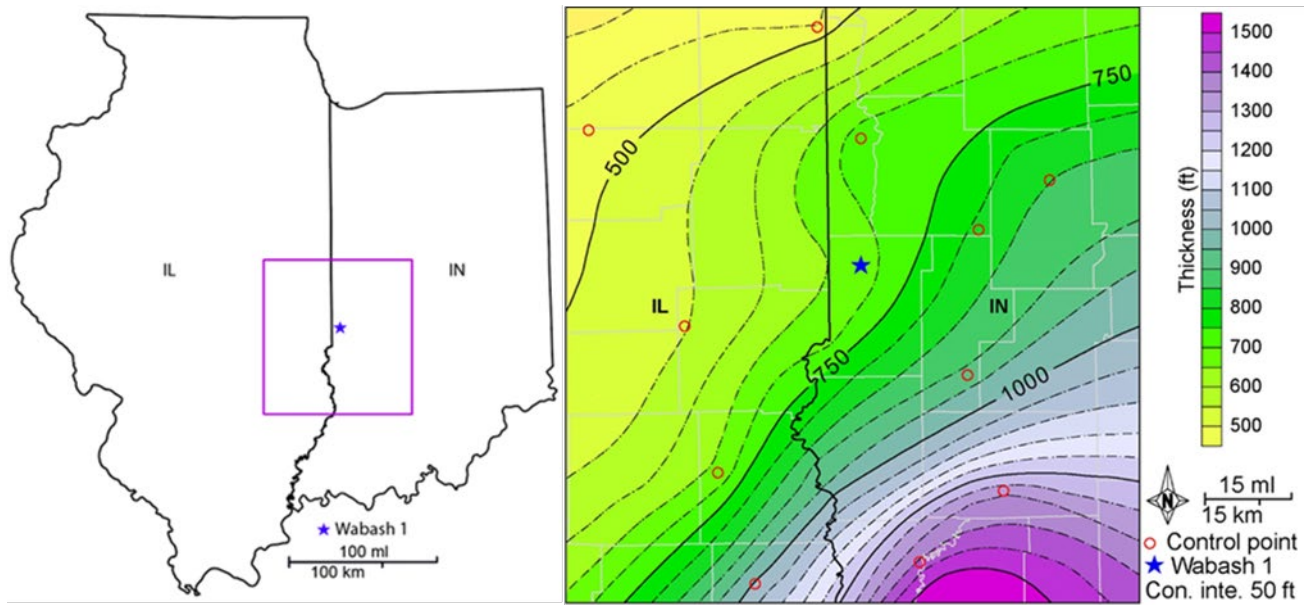 IL
IN
★ Wabash 1
100 ml
100 km
500
750
750
1000
IL
IN
Thickness (ft)
1500
1400
1300
1200
1100
900
800
700
600
500
N
15 ml
15 km
Control point
★ Wabash 1
Con. inte. 50 ft